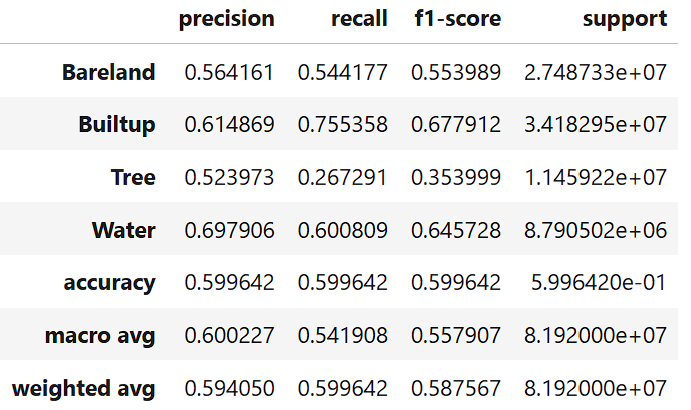 precision recall f1-score support
Bareland 0.564161 0.544177 0.553989 2.748733e+07
Builtup 0.614869 0.755358 0.677912 3.418295e+07
Tree 0.523973 0.267291 0.353999 1.145922e+07
Water 0.697906 0.600809 0.645728 8.790502e+06
accuracy 0.599642 0.599642 0.599642 5.996420e-01
macro avg 0.600227 0.541908 0.557907 8.192000e+07
weighted avg 0.594050 0.599642 0.587567 8.192000e+07